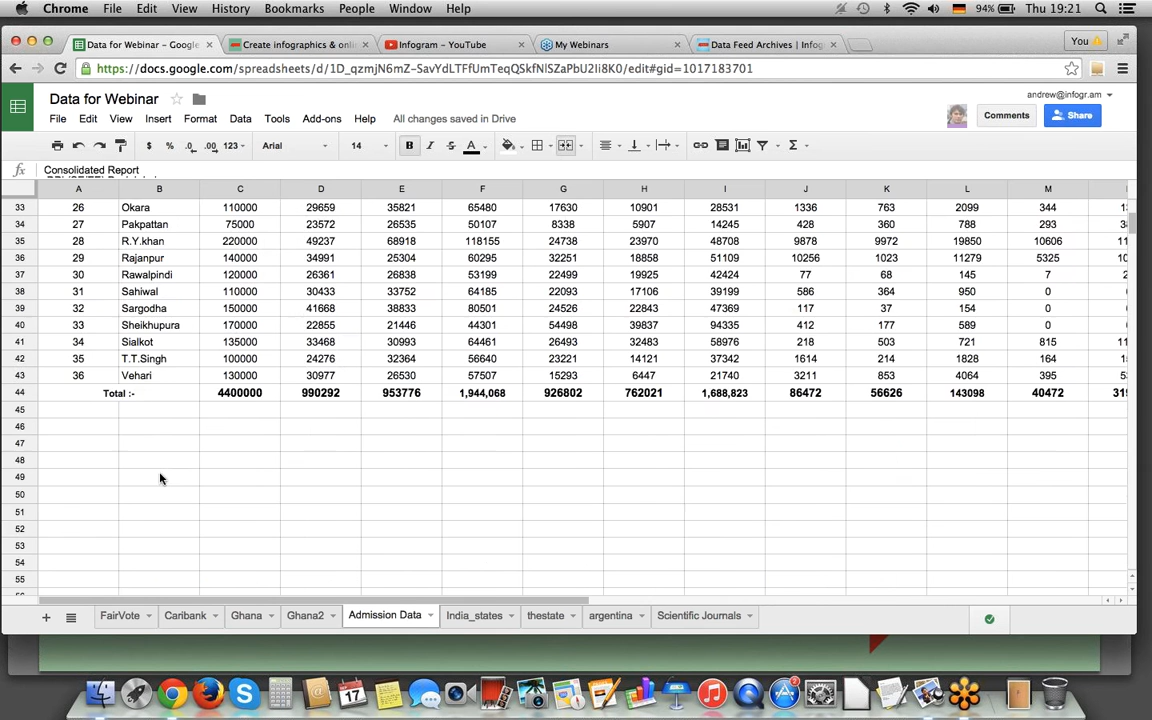 Chrome File Edit View History Bookmarks People Window Help 94% Thu 19:21
Data for Webinar - Google Create infographics & onli Infogram - YouTube My Webinars Data Feed Archives | Infog You
https://docs.google.com/spreadsheets/d/1D_qzmjN6mZ-SavYdLTFfUmTeqQSkfNlSZaPbU2Ii8K0/edit#gid=1017183701
Data for Webinar andrew@infogr.am
File Edit View Insert Format Data Tools Add-ons Help All changes saved in Drive Comments Share
$ % .0 .00 123 Arial 14 B I S A Σ
fx Consolidated Report
A B C D E F G H I J K L M
33 26 Okara 110000 29659 35821 65480 17630 10901 28531 1336 763 2099 344
34 27 Pakpattan 75000 23572 26535 50107 8338 5907 14245 428 360 788 293
35 28 R.Y.khan 220000 49237 68918 118155 24738 23970 48708 9878 9972 19850 10606 11
36 29 Rajanpur 140000 34991 25304 60295 32251 18858 51109 10256 1023 11279 5325 10
37 30 Rawalpindi 120000 26361 26838 53199 22499 19925 42424 77 68 145 7
38 31 Sahiwal 110000 30433 33752 64185 22093 17106 39199 586 364 950 0
39 32 Sargodha 150000 41668 38833 80501 24526 22843 47369 117 37 154 0
40 33 Sheikhupura 170000 22855 21446 44301 54498 39837 94335 412 177 589 0
41 34 Sialkot 135000 33468 30993 64461 26493 32483 58976 218 503 721 815 11
42 35 T.T.Singh 100000 24276 32364 56640 23221 14121 37342 1614 214 1828 164
43 36 Vehari 130000 30977 26530 57507 15293 6447 21740 3211 853 4064 395
44 Total :- 4400000 990292 953776 1,944,068 926802 762021 1,688,823 86472 56626 143098 40472
45
46
47
48
49
50
51
52
53
54
55
FairVote Caribank Ghana Ghana2 Admission Data India_states thestate argentina Scientific Journals
17
2